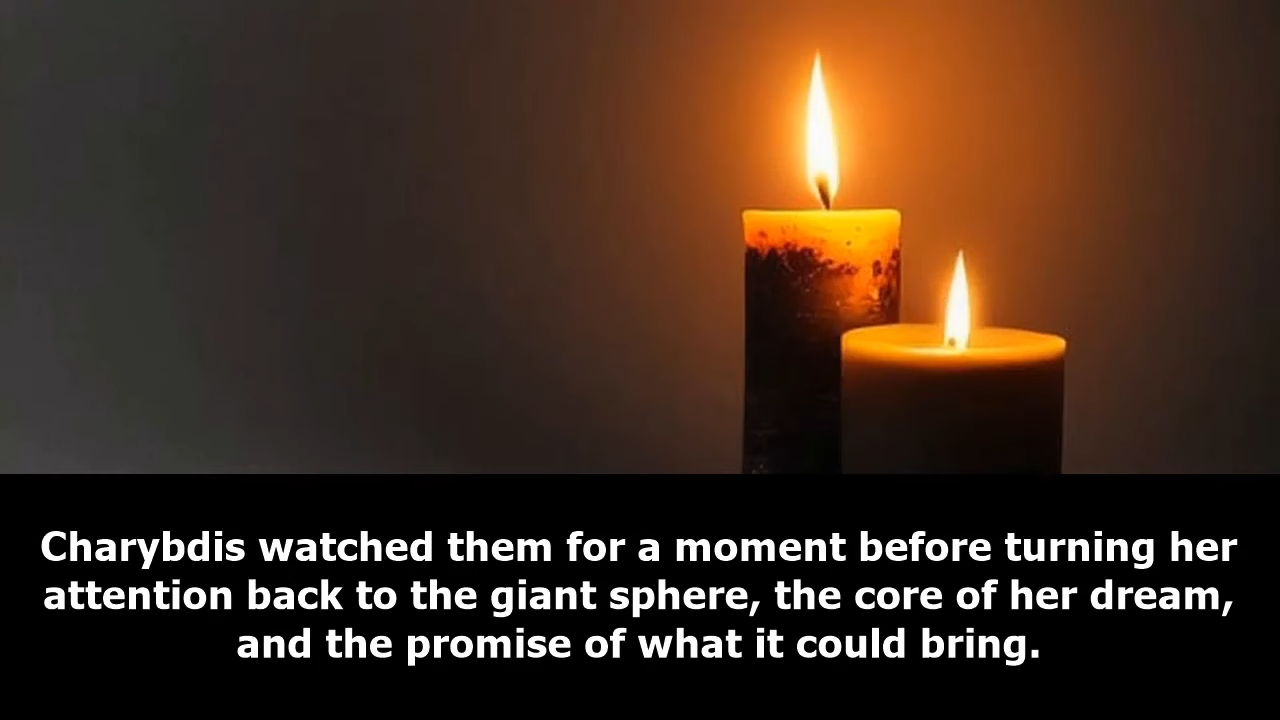 Charybdis watched them for a moment before turning her
attention back to the giant sphere, the core of her dream,
and the promise of what it could bring.